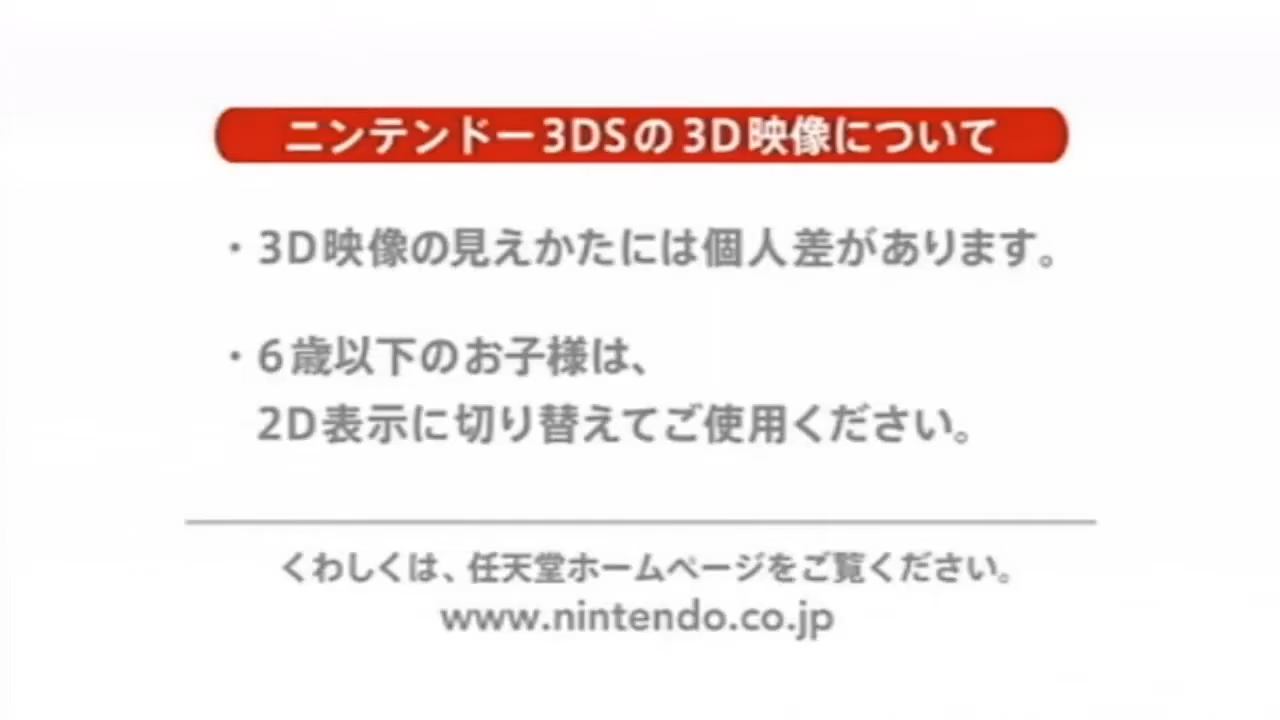 ニンテンドー3DSの3D映像について
・3D映像の見えかたには個人差があります。
・6歳以下のお子様は、
2D表示に切り替えてご使用ください。
くわしくは、任天堂ホームページをご覧ください。
www.nintendo.co.jp